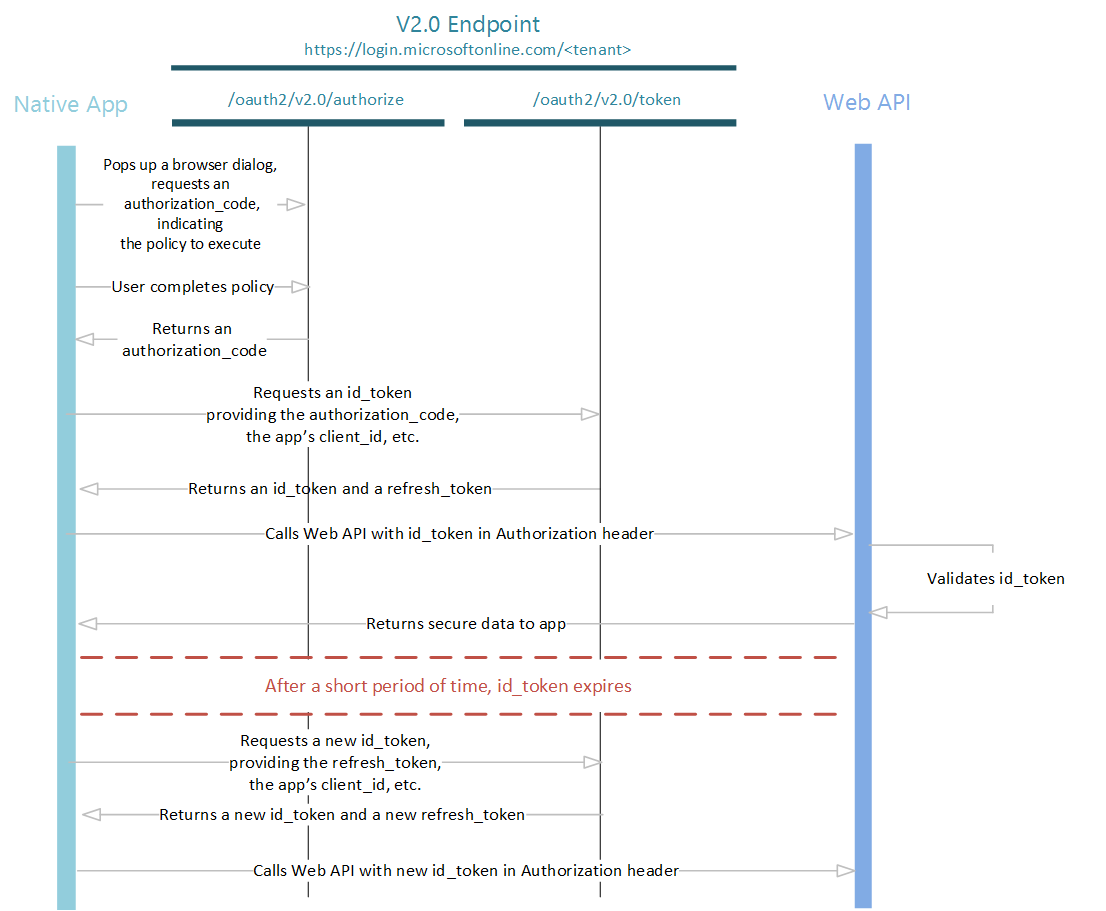 V2.0 Endpoint
https://login.microsoftonline.com/<tenant>
Native App
/oauth2/v2.0/authorize
/oauth2/v2.0/token
Web API
Pops up a browser dialog,
requests an
authorization_code,
indicating
the policy to execute
User completes policy
Returns an
authorization_code
Requests an id_token
providing the authorization_code,
the app's client_id, etc.
Returns an id_token and a refresh_token
Calls Web API with id_token in Authorization header
Validates id_token
Returns secure data to app
After a short period of time, id_token expires
Requests a new id_token,
providing the refresh_token,
the app's client_id, etc.
Returns a new id_token and a new refresh_token
Calls Web API with new id_token in Authorization header